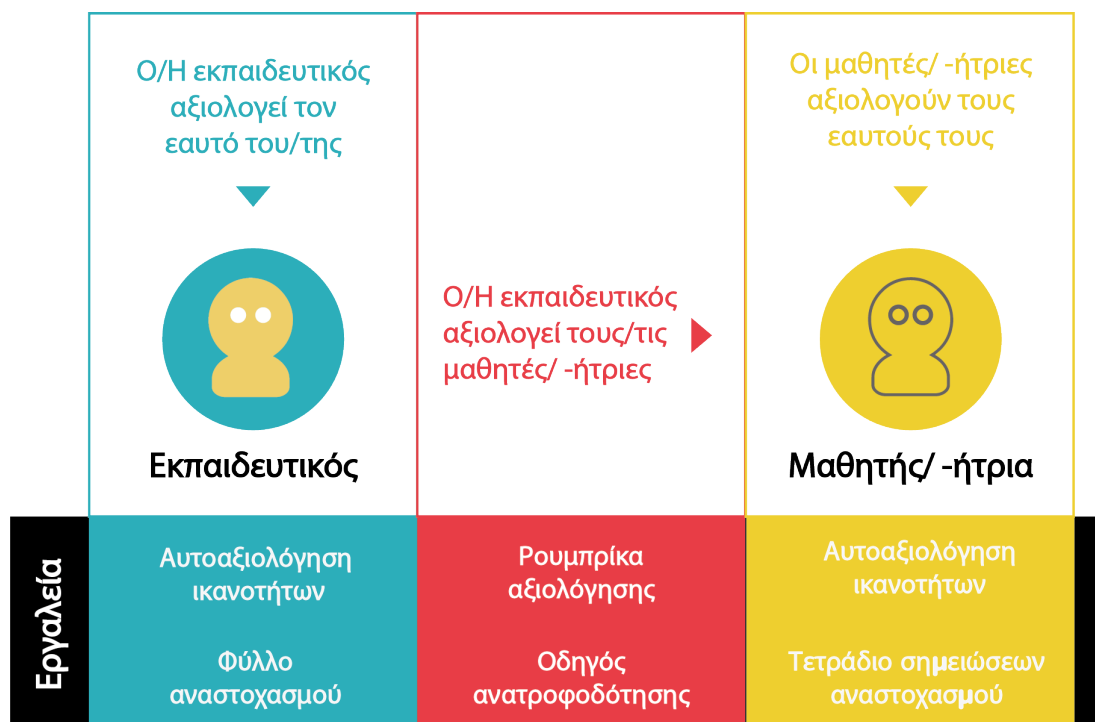 Ο/Η εκπαιδευτικός
αξιολογεί τον
εαυτό του/της
Εκπαιδευτικός
Ο/Η εκπαιδευτικός
αξιολογεί τους/τις
μαθητές/ -ήτριες
Οι μαθητές/ -ήτριες
αξιολογούν τους
εαυτούς τους
Μαθητής/ -ήτρια
Εργαλεία
Αυτοαξιολόγηση
ικανοτήτων
Φύλλο
αναστοχασμού
Ρουμπρίκα
αξιολόγησης
Οδηγός
ανατροφοδότησης
Αυτοαξιολόγηση
ικανοτήτων
Τετράδιο σημειώσεων
αναστοχασμού